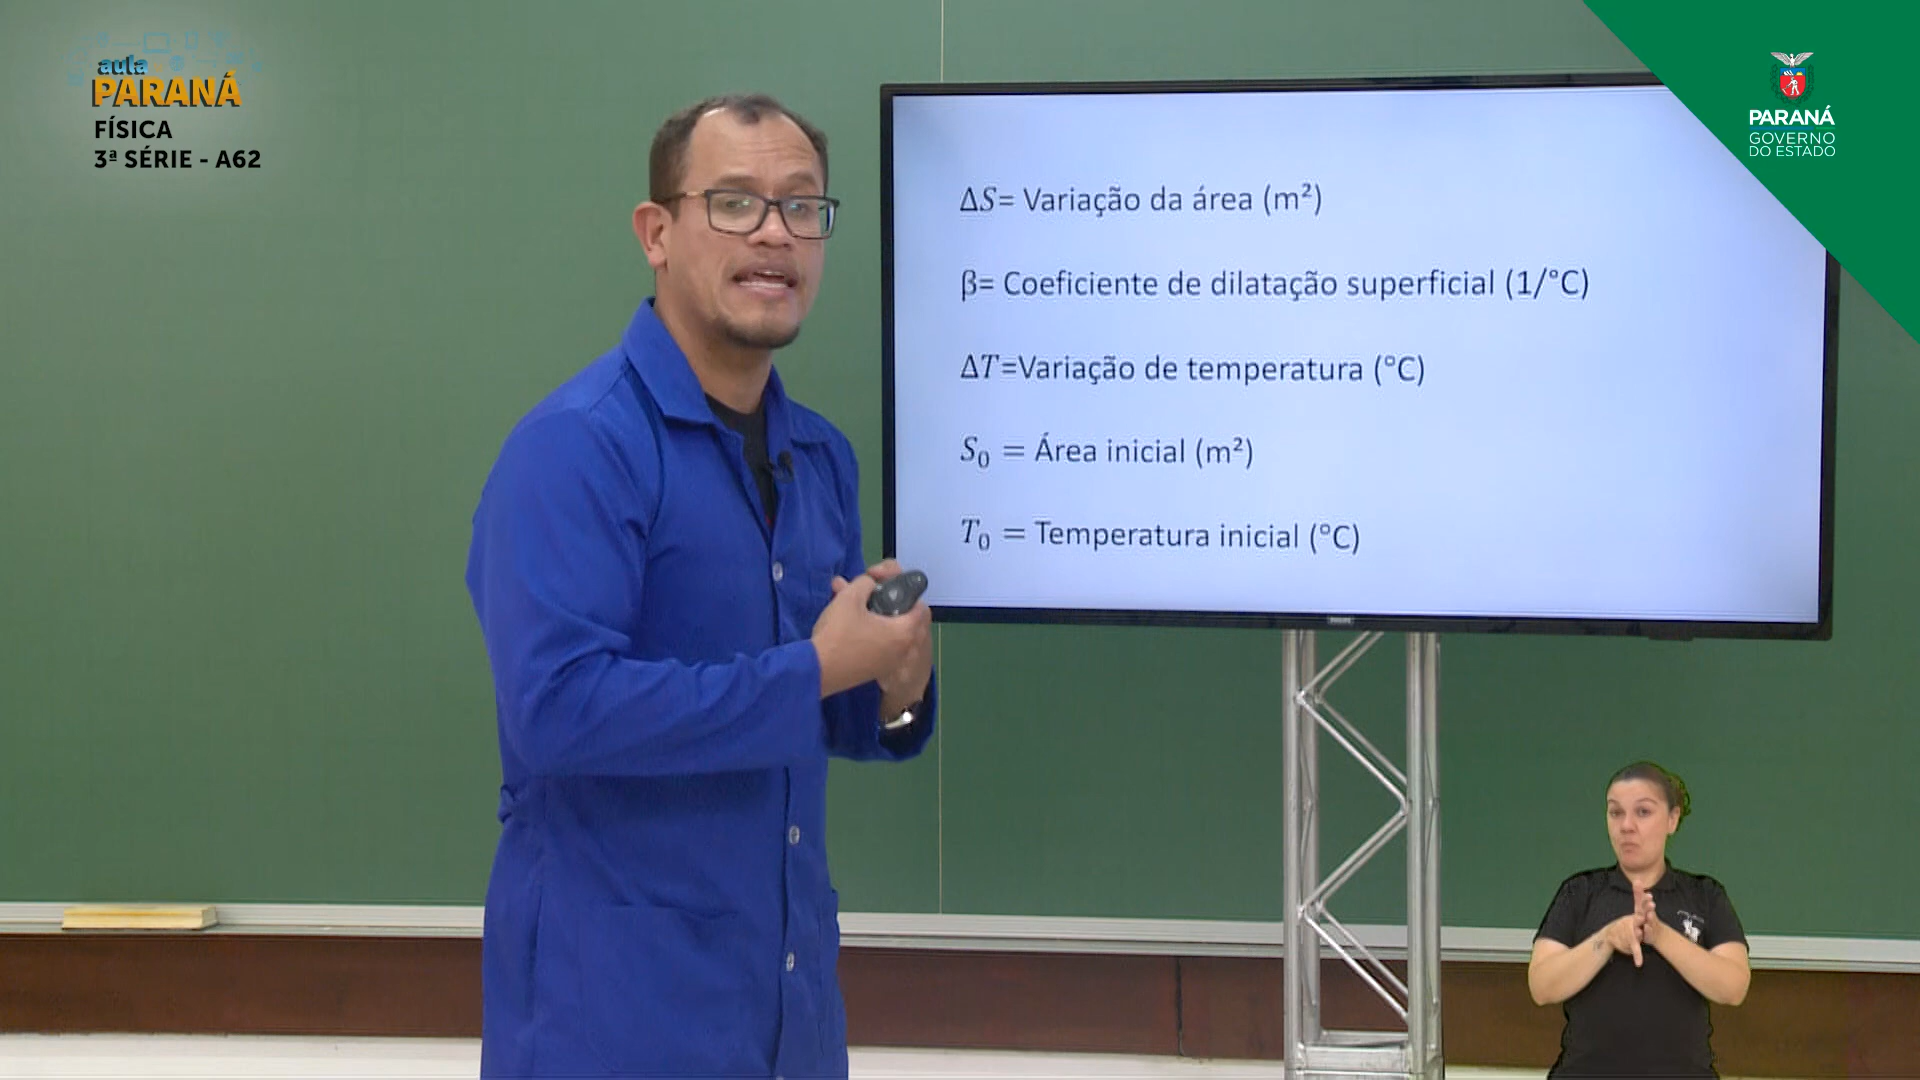 aula
PARANÁ
FÍSICA
3ª SÉRIE - A62
ΔS= Variação da área (m²)
β= Coeficiente de dilatação superficial (1/°C)
ΔT=Variação de temperatura (°C)
S₀ = Área inicial (m²)
T₀ = Temperatura inicial (°C)
PARANÁ
GOVERNO
DO ESTADO